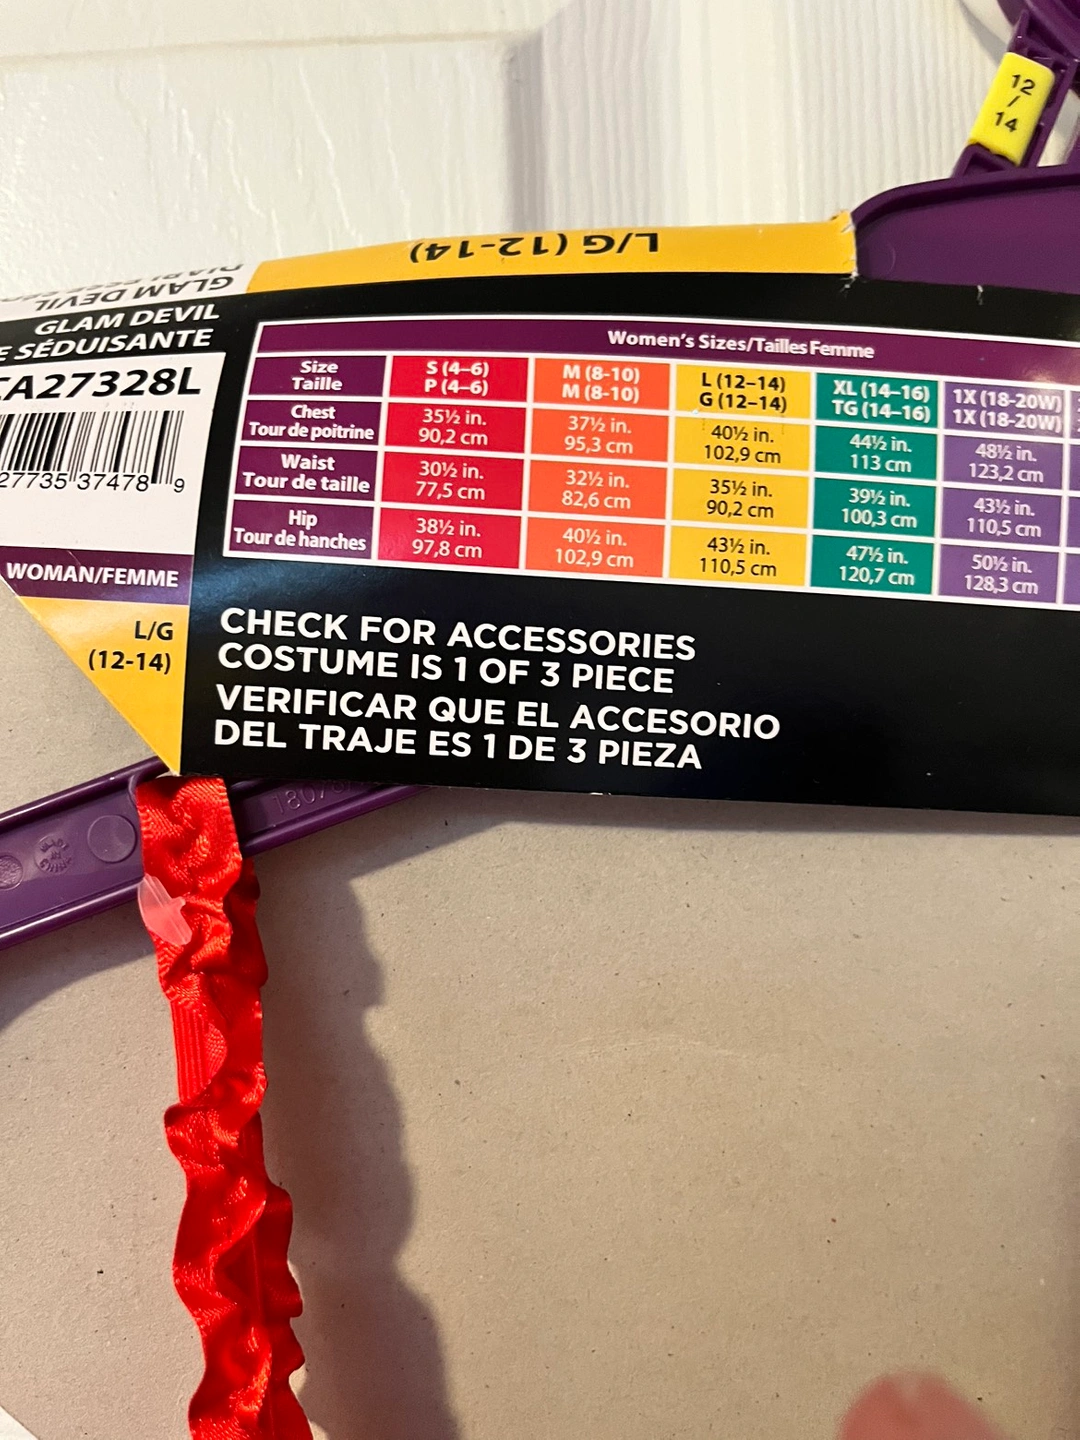 12
/
14
L/G (12-14)
GLAM DEVIL
GLAM DEVIL
E SÉDUISANTE
CA27328L
27735 37478 9
WOMAN/FEMME
L/G
(12-14)
Women's Sizes/Tailles Femme
Size S (4–6) M (8-10) L (12–14) XL (14–16) 1X (18-20W)
Taille P (4–6) M (8-10) G (12–14) TG (14–16) 1X (18-20W)
Chest 35½ in. 37½ in. 40½ in. 44½ in. 48½ in.
Tour de poitrine 90,2 cm 95,3 cm 102,9 cm 113 cm 123,2 cm
Waist 30½ in. 32½ in. 35½ in. 39½ in. 43½ in.
Tour de taille 77,5 cm 82,6 cm 90,2 cm 100,3 cm 110,5 cm
Hip 38½ in. 40½ in. 43½ in. 47½ in. 50½ in.
Tour de hanches 97,8 cm 102,9 cm 110,5 cm 120,7 cm 128,3 cm
CHECK FOR ACCESSORIES
COSTUME IS 1 OF 3 PIECE
VERIFICAR QUE EL ACCESORIO
DEL TRAJE ES 1 DE 3 PIEZA